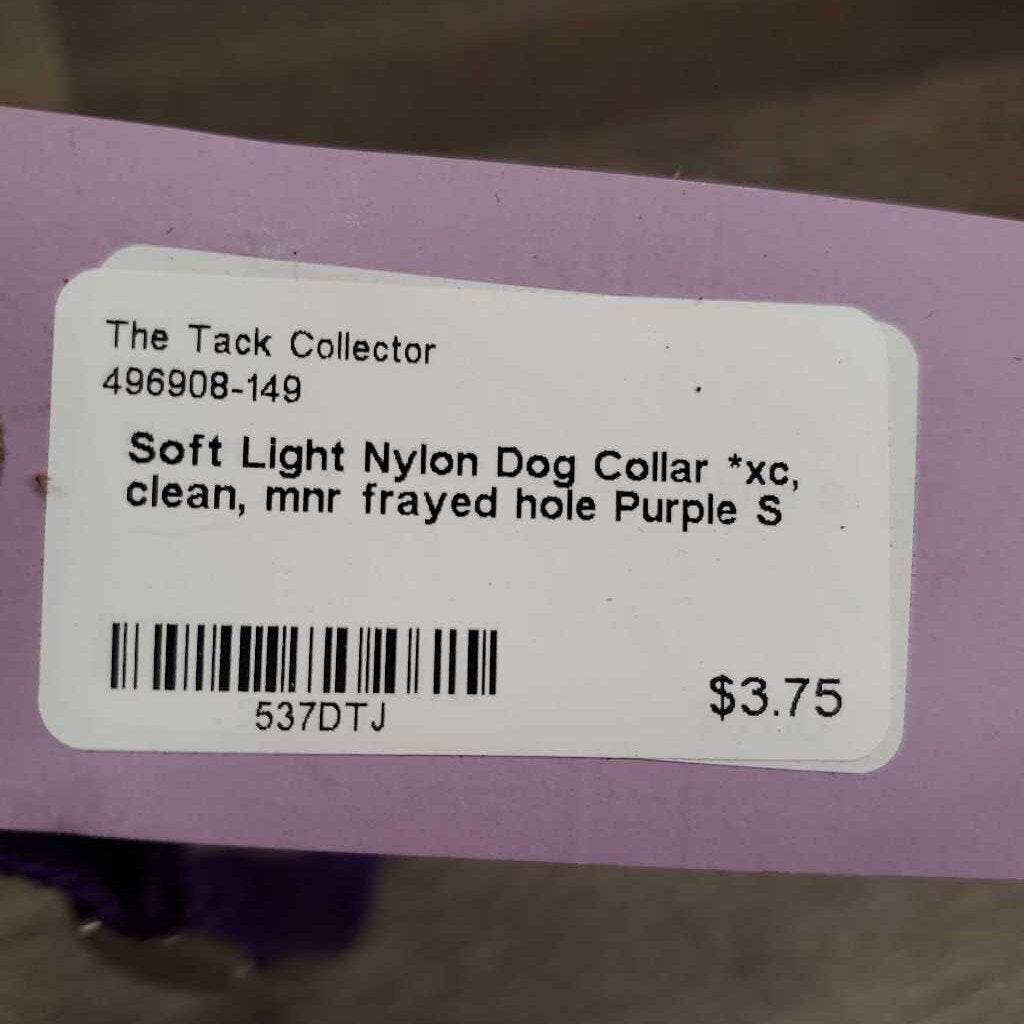 The Tack Collector
496908-149
Soft Light Nylon Dog Collar *xc,
clean, mnr frayed hole Purple S
537DTJ
$3.75